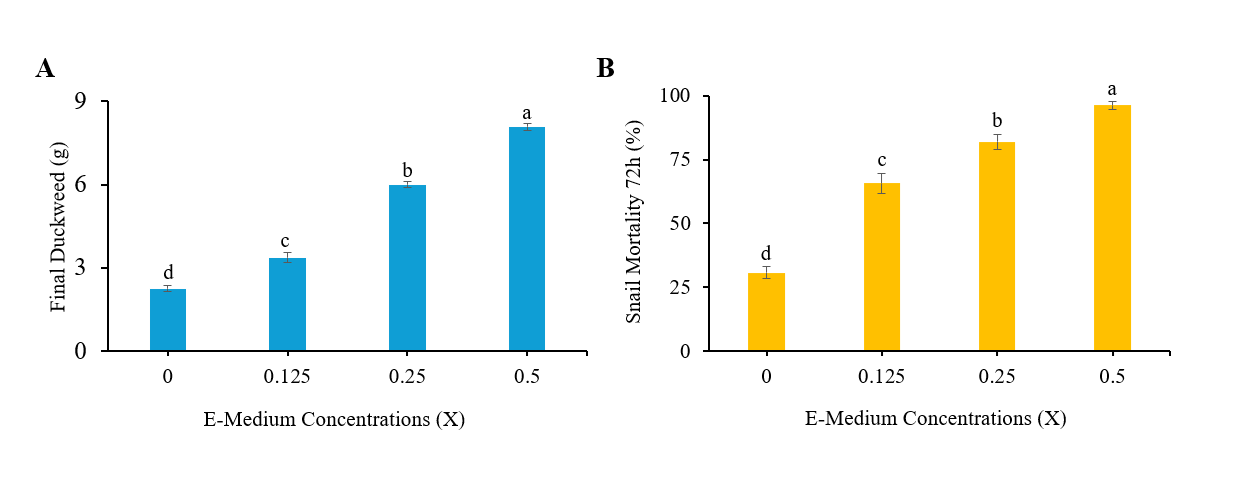 A
9
6
3
0
Final Duckweed (g)
d
c
b
a
0 0.125 0.25 0.5
E-Medium Concentrations (X)
B
100
75
50
25
0
Snail Mortality 72h (%)
d
c
b
a
0 0.125 0.25 0.5
E-Medium Concentrations (X)